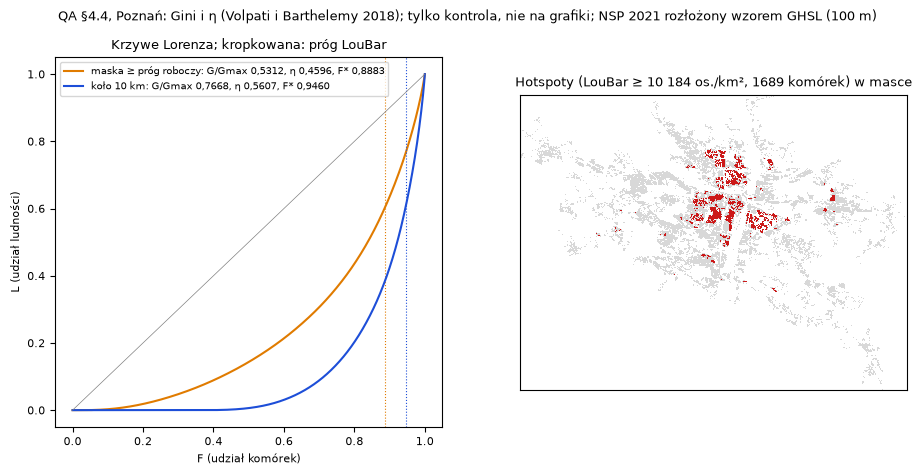 QA §4.4, Poznań: Gini i η (Volpati i Barthelemy 2018); tylko kontrola, nie na grafiki; NSP 2021 rozłożony wzorem GHSL (100 m)
Krzywe Lorenza; kropkowana: próg LouBar
maska ≥ próg roboczy: G/Gmax 0,5312, η 0,4596, F* 0,8883
koło 10 km: G/Gmax 0,7668, η 0,5607, F* 0,9460
L (udział ludności)
1.0
0.8
0.6
0.4
0.2
0.0
0.0 0.2 0.4 0.6 0.8 1.0
F (udział komórek)
Hotspoty (LouBar ≥ 10 184 os./km², 1689 komórek) w masce